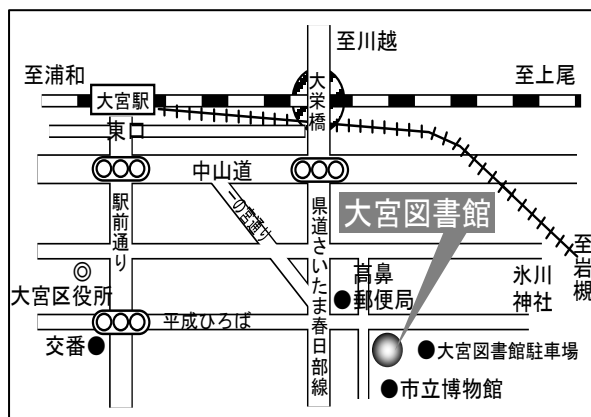 至川越
至浦和
大宮駅
大栄橋
至上尾
東口
中山道
駅前通り
一の宮通り
県道さいたま春日部線
大宮図書館
至岩槻
大宮区役所
高鼻
郵便局
氷川
神社
平成ひろば
交番
大宮図書館駐車場
市立博物館